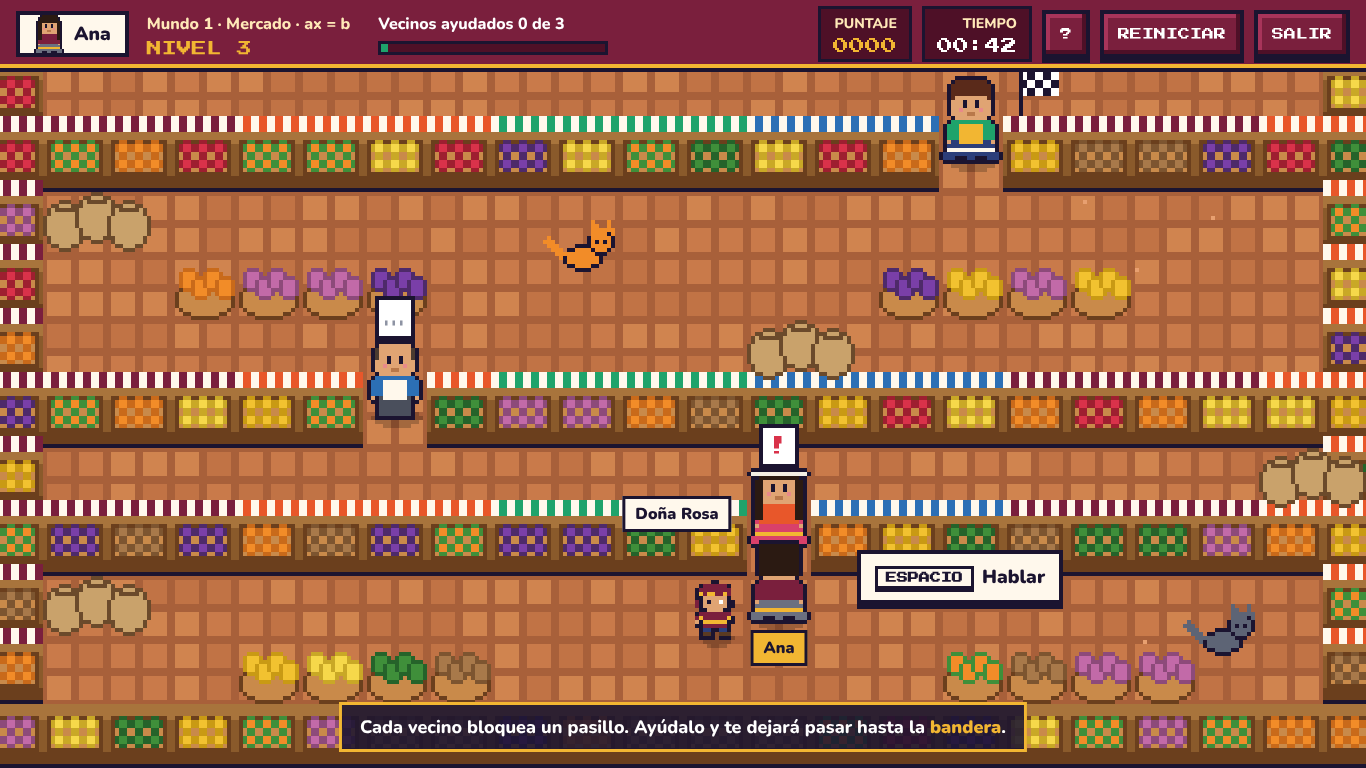 Ana
Mundo 1 · Mercado · ax = b
NIVEL 3
Vecinos ayudados 0 de 3
PUNTAJE
0000
TIEMPO
00:42
?
REINICIAR
SALIR
...
!
Doña Rosa
ESPACIO Hablar
Ana
Cada vecino bloquea un pasillo. Ayúdalo y te dejará pasar hasta la bandera.